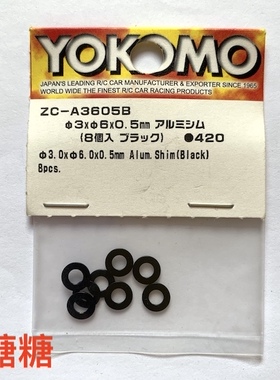 YOKOMO
JAPAN'S LEADING R/C CAR MANUFACTURER & EXPORTER SINCE 1965
WORLD WIDE THE FINEST R/C CAR RACING PRODUCTS
ZC-A3605B
φ3xφ6x0.5mm アルミシム
(8個入 ブラック) ●420
φ3.0xφ6.0x0.5mm Alum.Shim(Black)
8pcs.
糖糖